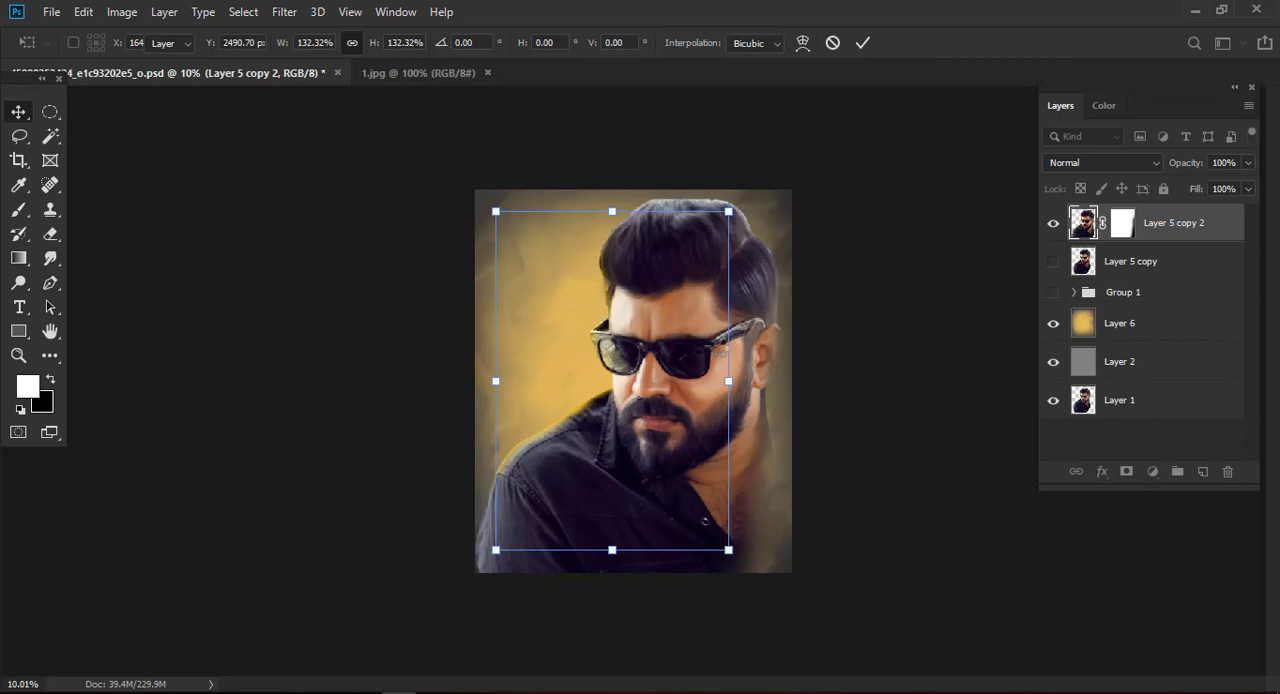 Ps File Edit Image Layer Type Select Filter 3D View Window Help
X: 164 Layer Y: 2490.70 p: W: 132.32% H: 132.32% 0.00 ° H: 0.00 ° V: 0.00 ° Interpolation: Bicubic
_e1c93202e5_o.psd @ 10% (Layer 5 copy 2, RGB/8) * × 1.jpg @ 100% (RGB/8#) ×
Layers Color
Kind
Normal Opacity: 100%
Lock: Fill: 100%
Layer 5 copy 2
Layer 5 copy
Group 1
Layer 6
Layer 2
Layer 1
fx
10.01% Doc: 39.4M/229.9M